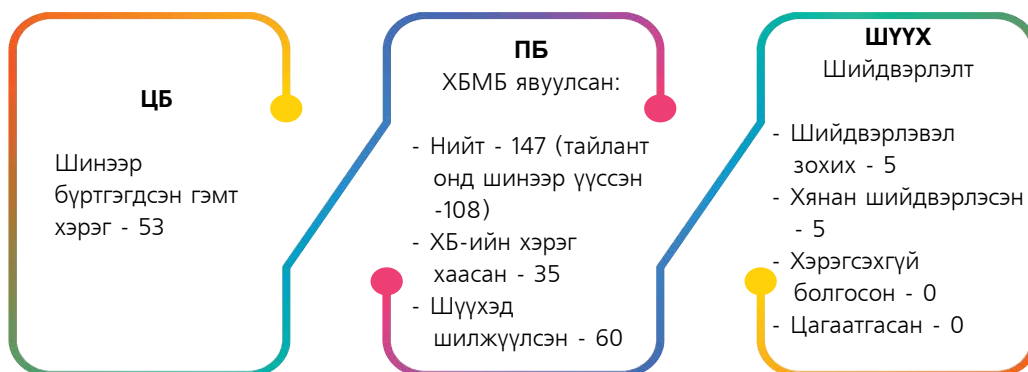 ЦБ
Шинээр
бүртгэгдсэн гэмт
хэрэг - 53
ПБ
ХБМБ явуулсан:
- Нийт - 147 (тайлант
онд шинээр үүссэн
-108)
- ХБ-ийн хэрэг
хаасан - 35
- Шүүхэд
шилжүүлсэн - 60
ШҮҮХ
Шийдвэрлэлт
- Шийдвэрлэвэл
зохих - 5
- Хянан шийдвэрлэсэн
- 5
- Хэрэгсэхгүй
болгосон - 0
- Цагаатгасан - 0